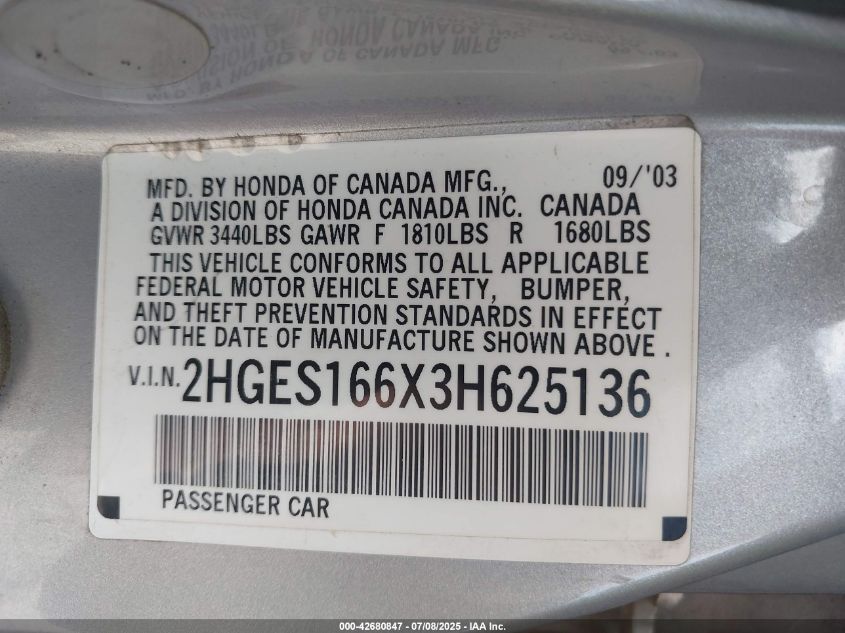 MFD. BY HONDA OF CANADA MFG., 09/'03
A DIVISION OF HONDA CANADA INC. CANADA
GVWR 3440LBS GAWR F 1810LBS R 1680LBS
THIS VEHICLE CONFORMS TO ALL APPLICABLE
FEDERAL MOTOR VEHICLE SAFETY, BUMPER,
AND THEFT PREVENTION STANDARDS IN EFFECT
ON THE DATE OF MANUFACTURE SHOWN ABOVE.
V.I.N. 2HGES166X3H625136
PASSENGER CAR
000-42680847 - 07/08/2025 - IAA Inc.